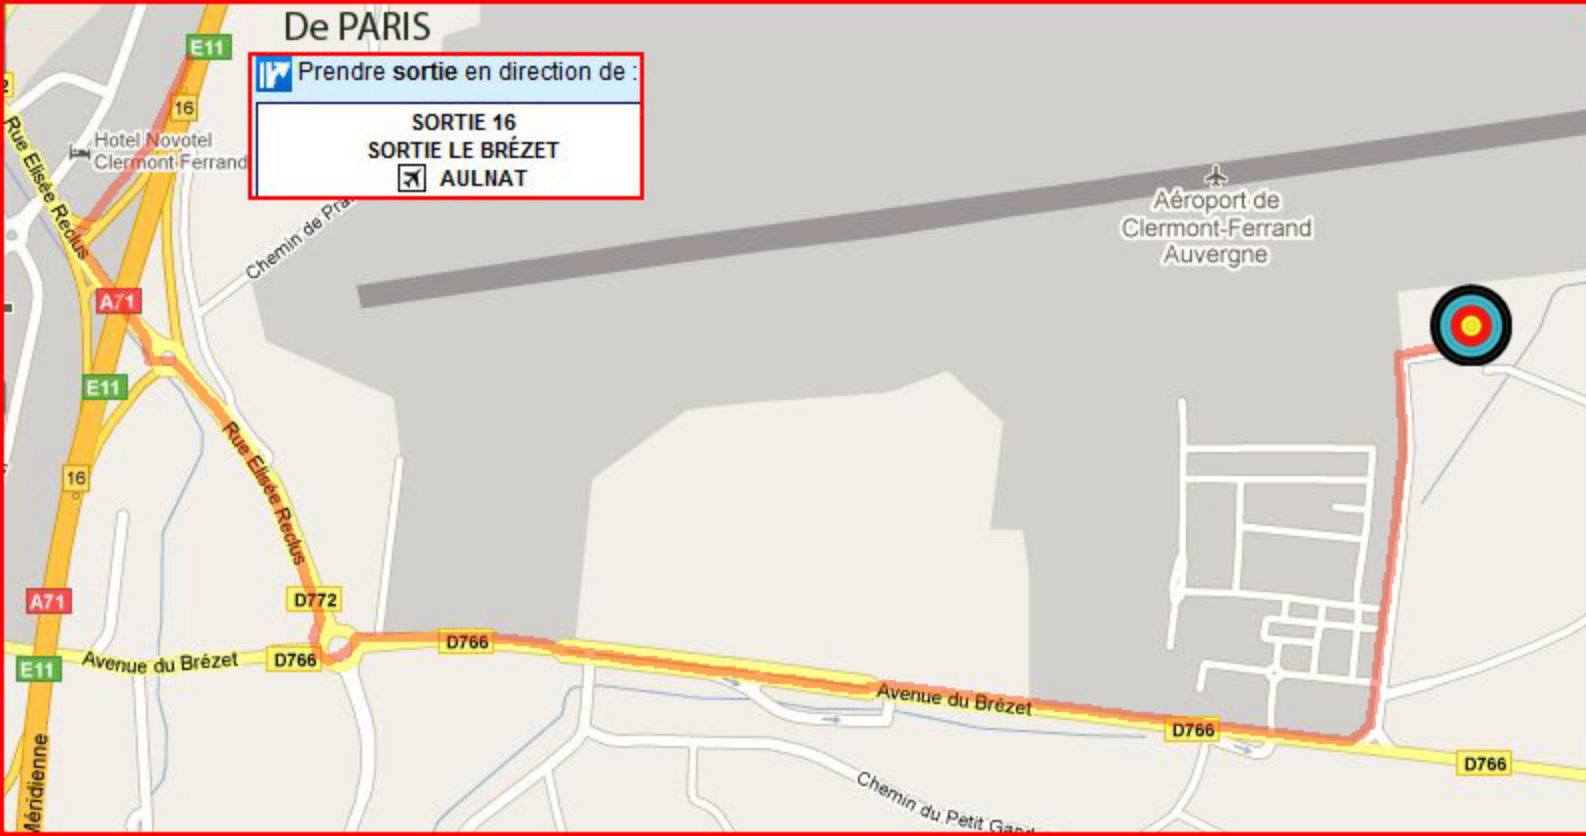 De PARIS
E11
Prendre sortie en direction de :
SORTIE 16
SORTIE LE BRÉZET
AULNAT
2
16
Hotel Novotel
Clermont-Ferrand
Rue Elisée Reclus
Chemin de
Aéroport de
Clermont-Ferrand
Auvergne
A71
E11
Rue Elisée Reclus
16
A71
D772
D766
D766
Avenue du Brézet
E11
Avenue du Brézet
D766
D766
Méridienne
Chemin du Petit